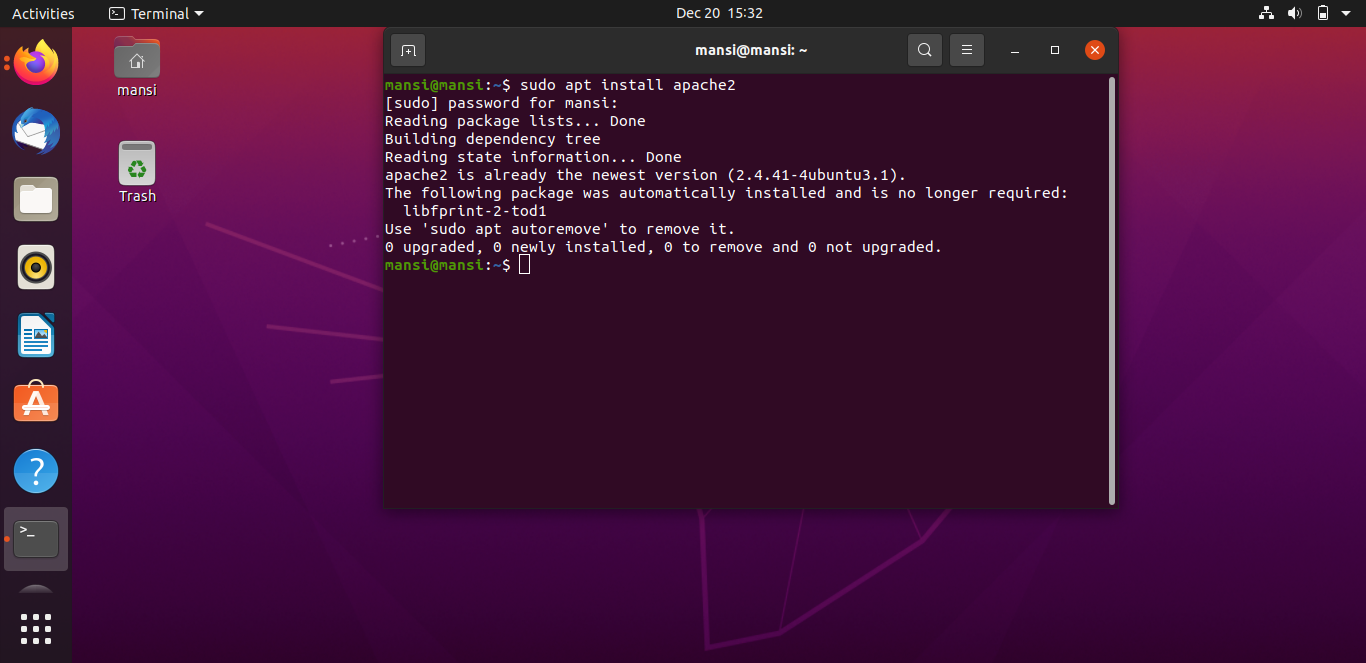 Activities
Terminal
Dec 20 15:32
mansi
Trash
mansi@mansi: ~
mansi@mansi:~$ sudo apt install apache2
[sudo] password for mansi:
Reading package lists... Done
Building dependency tree
Reading state information... Done
apache2 is already the newest version (2.4.41-4ubuntu3.1).
The following package was automatically installed and is no longer required:
  libfprint-2-tod1
Use 'sudo apt autoremove' to remove it.
0 upgraded, 0 newly installed, 0 to remove and 0 not upgraded.
mansi@mansi:~$